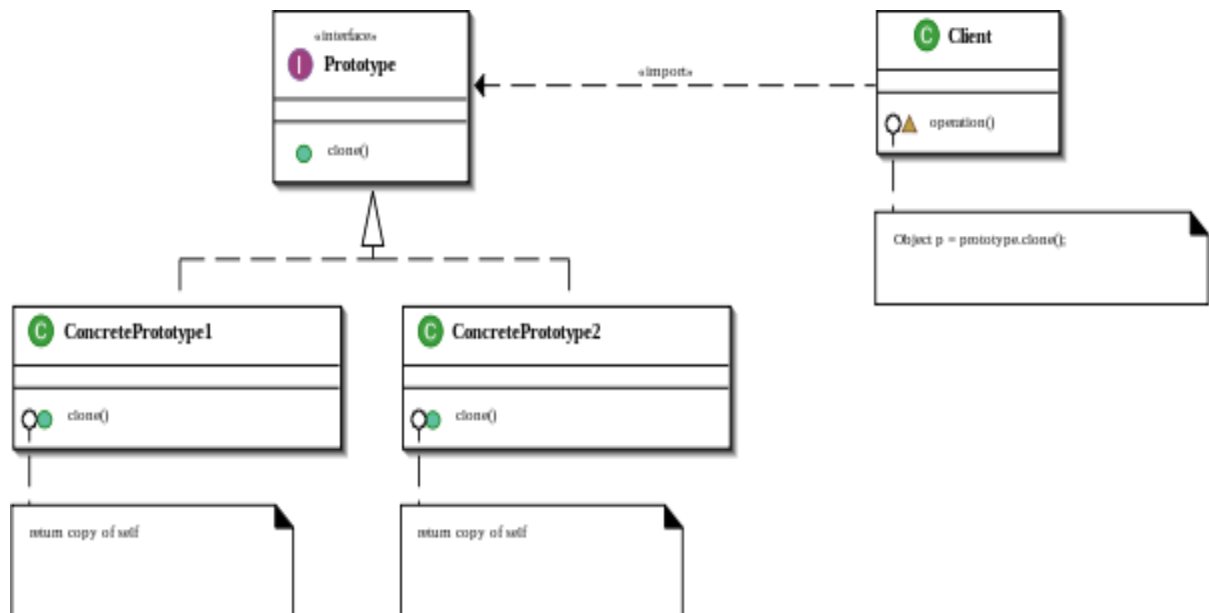 «interface»
I Prototype
clone()
«import»
C Client
operation()
Object p = prototype.clone();
C ConcretePrototype1
clone()
return copy of self
C ConcretePrototype2
clone()
return copy of self